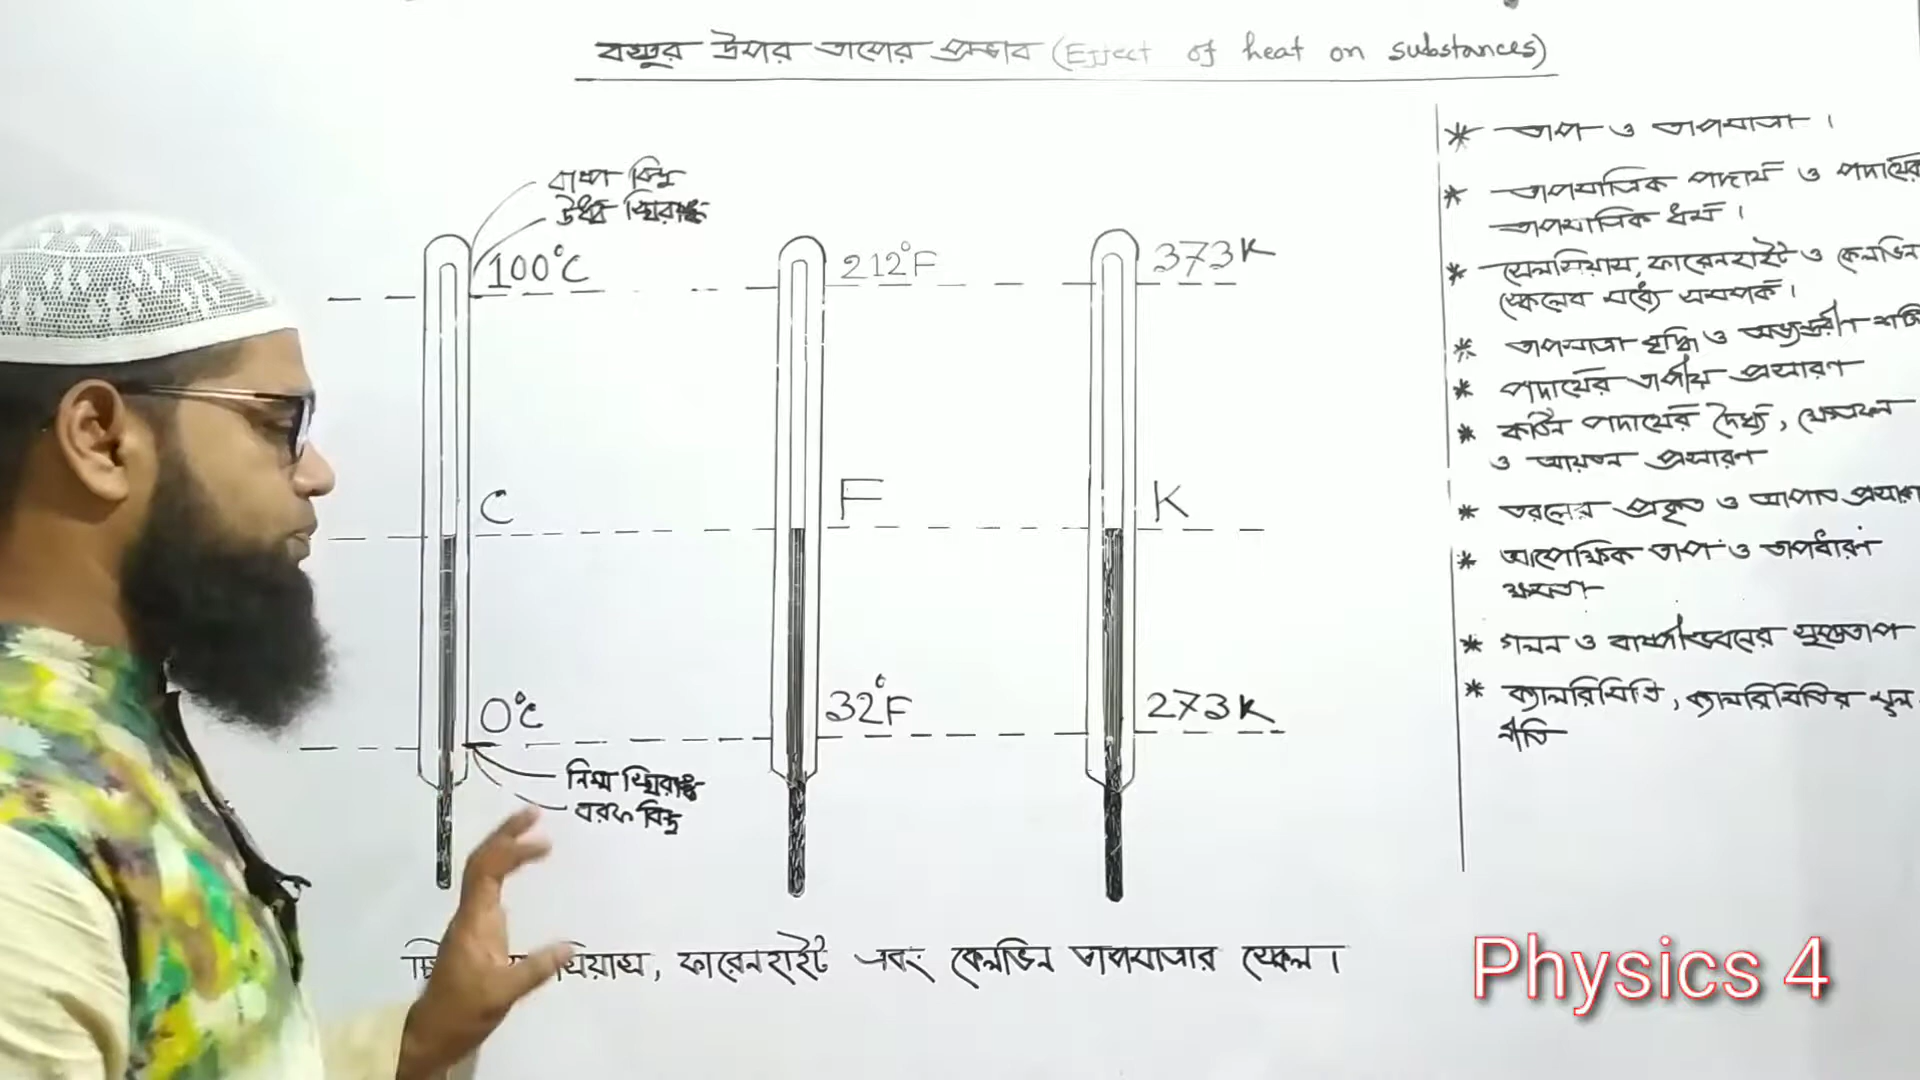 বস্তুর উপর তাপের প্রভাব (Effect of heat on substances)
বাষ্প বিন্দু
উর্ধ্ব স্থিরাঙ্ক
100°C
212°F
373K
C
F
K
0°C
32°F
273K
নিম্ন স্থিরাঙ্ক
বরফ বিন্দু
সিয়াস, ফারেনহাইট এবং কেলভিন তাপমাত্রার স্কেল।
* তাপ ও তাপমাত্রা।
* তাপমাত্রিক পদার্থ ও পদার্থের
তাপমাত্রিক ধর্ম।
* সেলসিয়াস, ফারেনহাইট ও কেলভিন
স্কেলের মধ্যে সম্পর্ক।
* তাপমাত্রা বৃদ্ধি ও অভ্যন্তরীণ
* পদার্থের তাপীয় প্রসারণ
* কঠিন পদার্থের দৈর্ঘ্য, ক্ষেত্রফল
ও আয়তন প্রসারণ
* তরলের প্রকৃত ও আপাত প্রসারণ
* আপেক্ষিক তাপ ও তাপধারণ
ক্ষমতা
* গলন ও বাষ্পীভবনের সুপ্ততাপ
* ক্যালরিমিতি, ক্যালরিমিতির মূল
নীতি
Physics 4